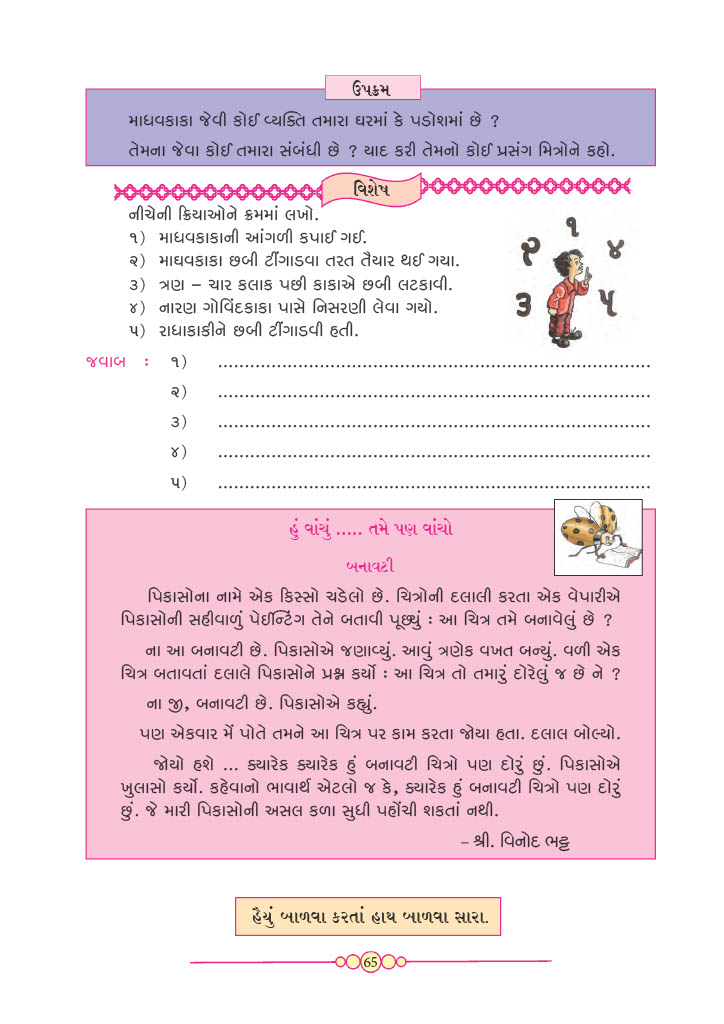 ઉપક્રમ
માધવકાકા જેવી કોઈ વ્યક્તિ તમારા ઘરમાં કે પડોશમાં છે ?
તેમના જેવા કોઈ તમારા સંબંધી છે ? યાદ કરી તેમનો કોઈ પ્રસંગ મિત્રોને કહો.
વિશેષ
નીચેની ક્રિયાઓને ક્રમમાં લખો.
૧) માધવકાકાની આંગળી કપાઈ ગઈ.
૨) માધવકાકા છબી ટીંગાડવા તરત તૈયાર થઈ ગયા.
૩) ત્રણ – ચાર કલાક પછી કાકાએ છબી લટકાવી.
૪) નારણ ગોવિંદકાકા પાસે નિસરણી લેવા ગયો.
૫) રાધાકાકીને છબી ટીંગાડવી હતી.
૧
૨ ૪
૩ ૫
જવાબ : ૧) ................................................................................
૨) ................................................................................
૩) ................................................................................
૪) ................................................................................
૫) ................................................................................
હું વાંચું ..... તમે પણ વાંચો
બનાવટી
પિકાસોના નામે એક કિસ્સો ચડેલો છે. ચિત્રોની દલાલી કરતા એક વેપારીએ
પિકાસોની સહીવાળું પેઈન્ટિંગ તેને બતાવી પૂછ્યું : આ ચિત્ર તમે બનાવેલું છે ?
ના આ બનાવટી છે. પિકાસોએ જણાવ્યું. આવું ત્રણેક વખત બન્યું. વળી એક
ચિત્ર બતાવતાં દલાલે પિકાસોને પ્રશ્ન કર્યો : આ ચિત્ર તો તમારું દોરેલું જ છે ને ?
ના જી, બનાવટી છે. પિકાસોએ કહ્યું.
પણ એકવાર મેં પોતે તમને આ ચિત્ર પર કામ કરતા જોયા હતા. દલાલ બોલ્યો.
જોયો હશે ... ક્યારેક ક્યારેક હું બનાવટી ચિત્રો પણ દોરું છું. પિકાસોએ
ખુલાસો કર્યો. કહેવાનો ભાવાર્થ એટલો જ કે, ક્યારેક હું બનાવટી ચિત્રો પણ દોરું
છું. જે મારી પિકાસોની અસલ કળા સુધી પહોંચી શકતાં નથી.
– શ્રી. વિનોદ ભટ્ટ
હૈયું બાળવા કરતાં હાથ બાળવા સારા.
65